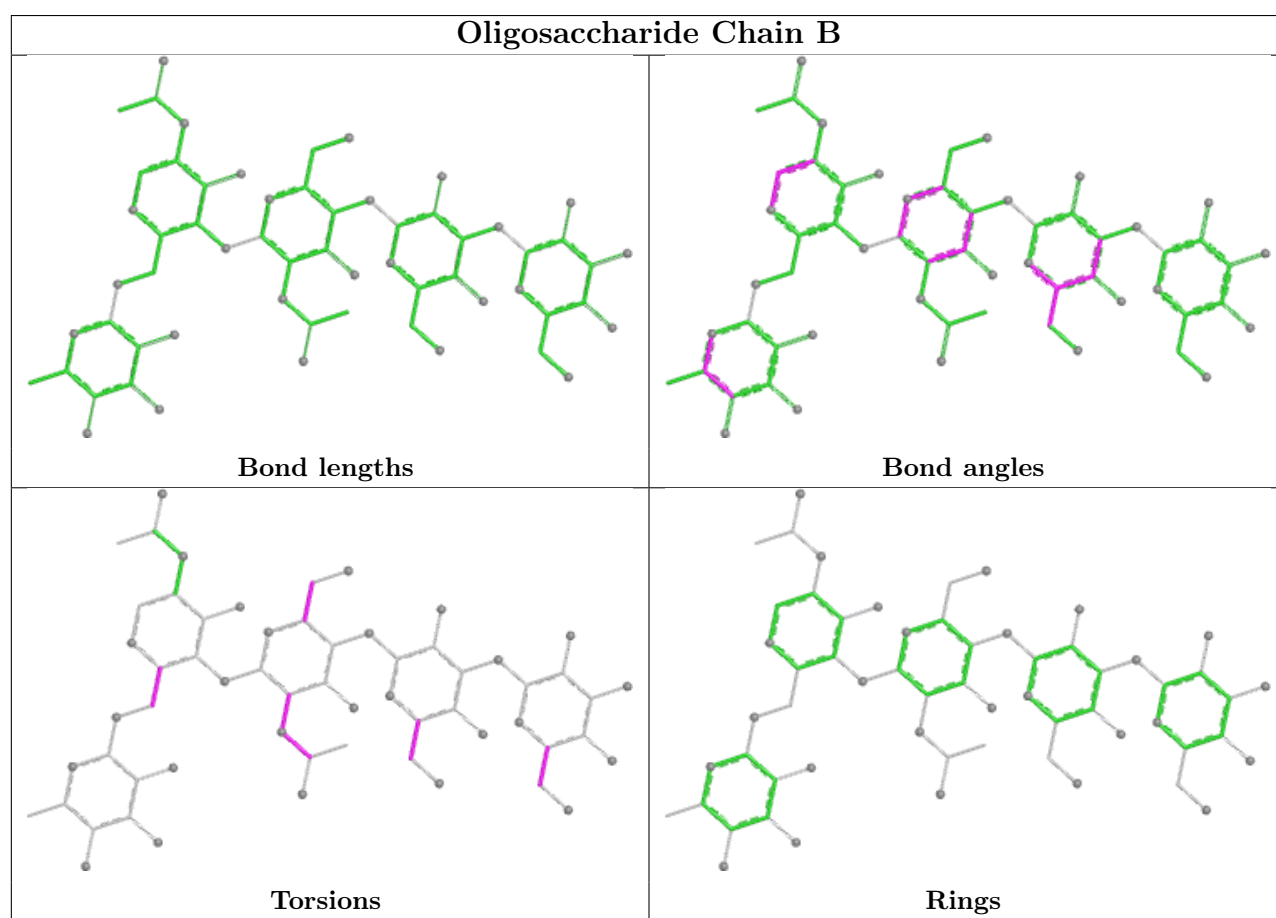 Oligosaccharide Chain B
Bond lengths
Bond angles
Torsions
Rings